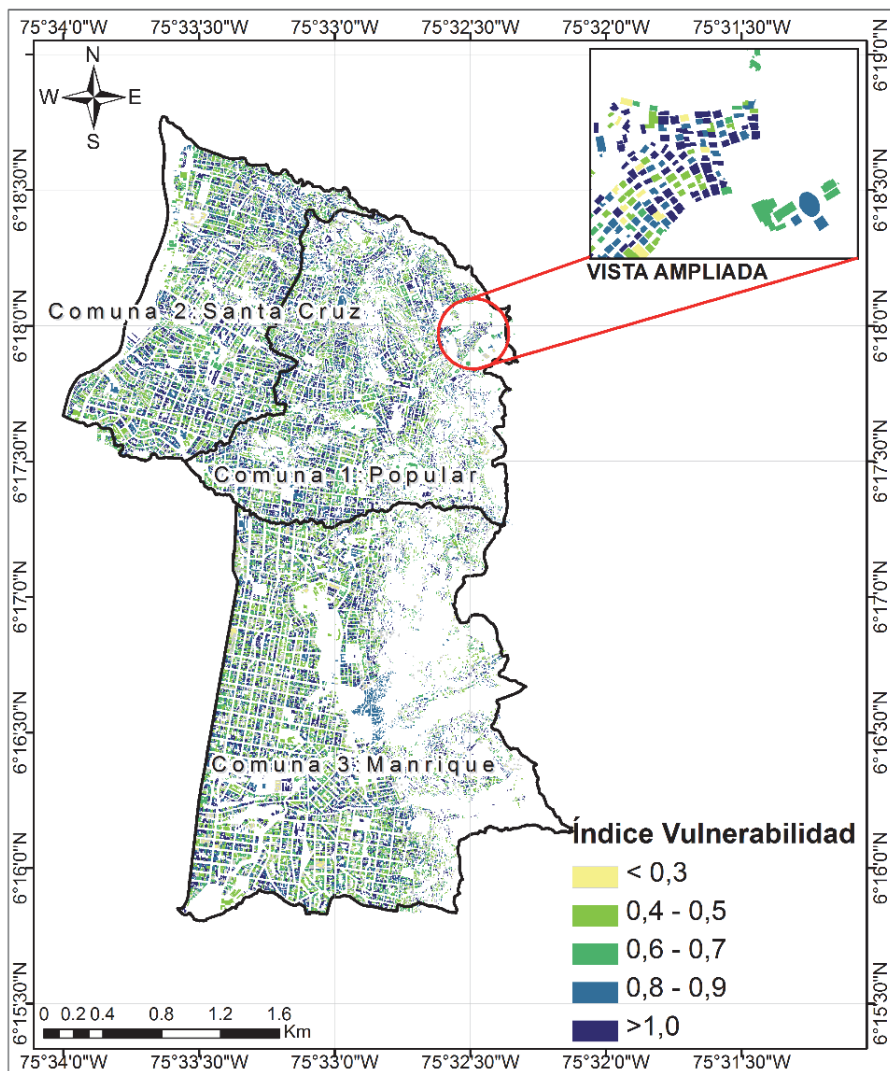 75°34'0"W 75°33'30"W 75°33'0"W 75°32'30"W 75°32'0"W 75°31'30"W
6°19'0"N
6°18'30"N
6°18'0"N
6°17'30"N
6°17'0"N
6°16'30"N
6°16'0"N
6°15'30"N
N
W E
S
VISTA AMPLIADA
Comuna 2: Santa Cruz
Comuna 1: Popular
Comuna 3: Manrique
Índice Vulnerabilidad
< 0,3
0,4 - 0,5
0,6 - 0,7
0,8 - 0,9
>1,0
0 0.2 0.4 0.8 1.2 1.6
Km
6°19'0"N
6°18'30"N
6°18'0"N
6°17'30"N
6°17'0"N
6°16'30"N
6°16'0"N
6°15'30"N
75°34'0"W 75°33'30"W 75°33'0"W 75°32'30"W 75°32'0"W 75°31'30"W